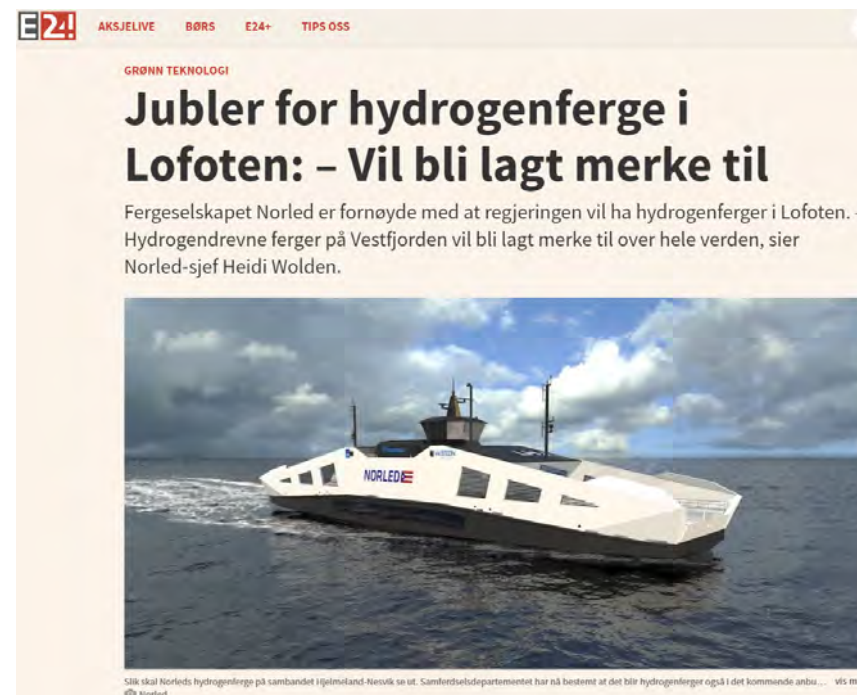 E24!
AKSJELIVE BØRS E24+ TIPS OSS
GRØNN TEKNOLOGI
Jubler for hydrogenferge i
Lofoten: – Vil bli lagt merke til
Fergeselskapet Norled er fornøyde med at regjeringen vil ha hydrogenferger i Lofoten. -
Hydrogendrevne ferger på Vestfjorden vil bli lagt merke til over hele verden, sier
Norled-sjef Heidi Wolden.
NORLED
Slik skal Norleds hydrogenferge på sambandet Hjelmeland-Nesvik se ut. Samferdselsdepartementet har nå bestemt at det blir hydrogenferger også i det kommende anbu... vis m
Norled